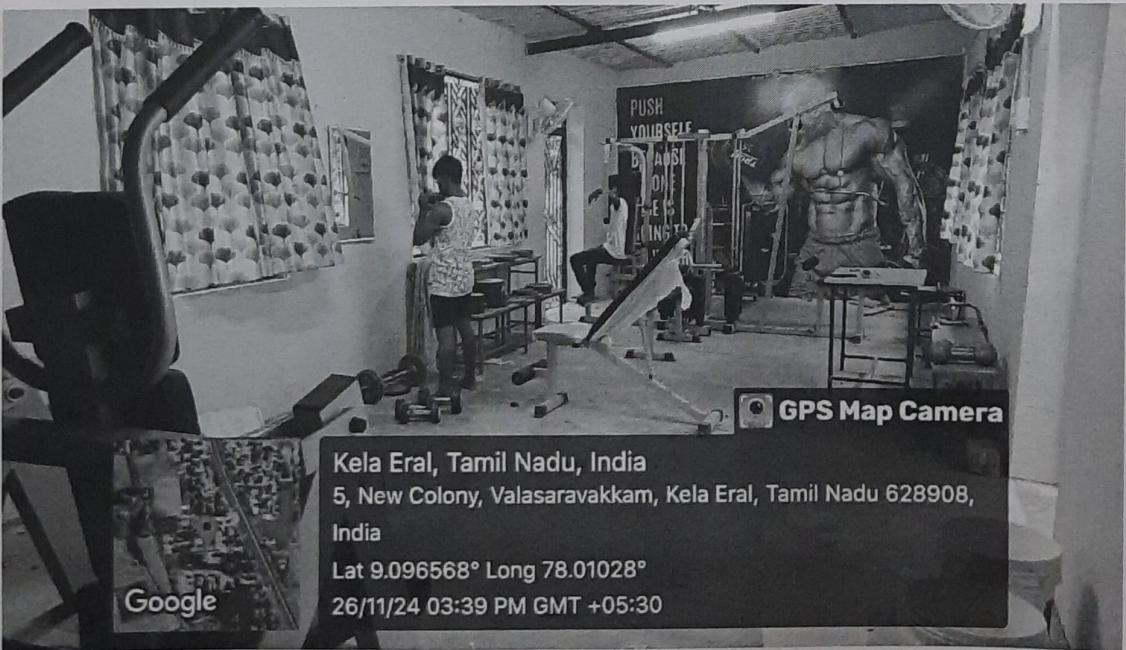 PUSH
YOURSELF
GPS Map Camera
Kela Eral, Tamil Nadu, India
5, New Colony, Valasaravakkam, Kela Eral, Tamil Nadu 628908,
India
Lat 9.096568° Long 78.01028°
26/11/24 03:39 PM GMT +05:30
Google